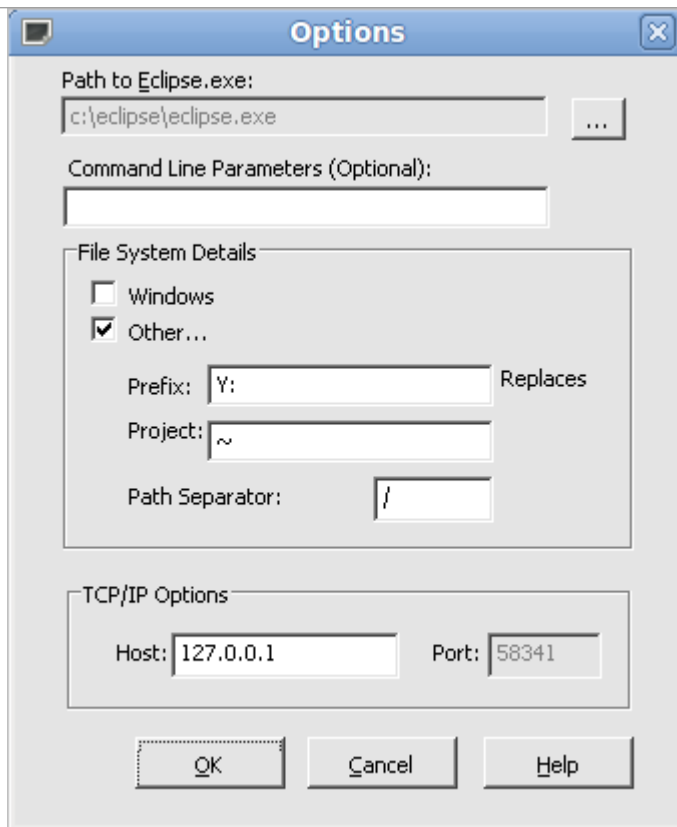 Options
Path to Eclipse.exe:
c:\eclipse\eclipse.exe
...
Command Line Parameters (Optional):
File System Details
Windows
Other...
Prefix: Y: Replaces
Project: ~
Path Separator: /
TCP/IP Options
Host: 127.0.0.1 Port: 58341
OK Cancel Help